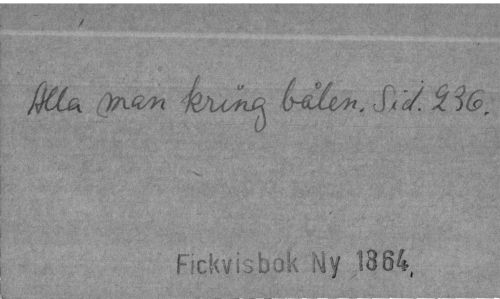 Alla man kring bålen. Sid. 236.
Fickvisbok Ny 1864.